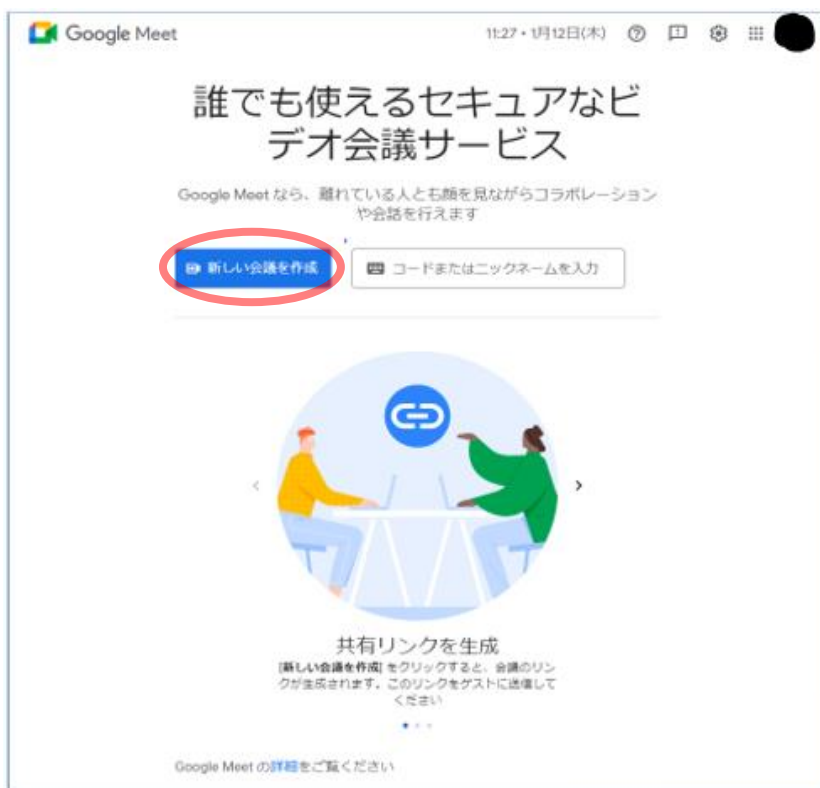 Google Meet
11:27・1月12日(木)
誰でも使えるセキュアなビ
デオ会議サービス
Google Meet なら、離れている人とも顔を見ながらコラボレーション
や会話を行えます
新しい会議を作成
コードまたはニックネームを入力
共有リンクを生成
[新しい会議を作成] をクリックすると、会議のリン
クが生成されます。このリンクをゲストに送信して
ください
Google Meet の詳細をご覧ください